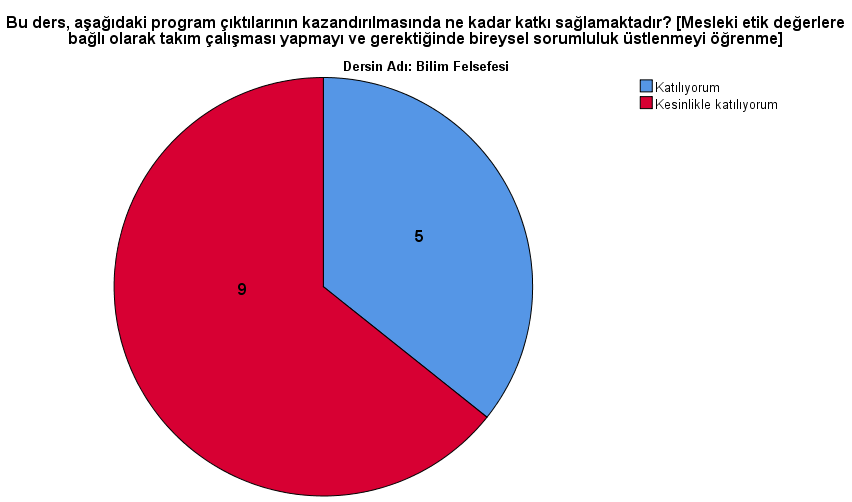 Bu ders, aşağıdaki program çıktılarının kazandırılmasında ne kadar katkı sağlamaktadır? [Mesleki etik değerlere
bağlı olarak takım çalışması yapmayı ve gerektiğinde bireysel sorumluluk üstlenmeyi öğrenme]
Dersin Adı: Bilim Felsefesi
Katılıyorum
Kesinlikle katılıyorum
5
9